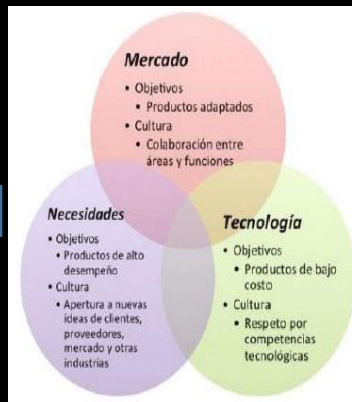 Mercado
• Objetivos
• Productos adaptados
• Cultura
• Colaboración entre
áreas y funciones
Necesidades
• Objetivos
• Productos de alto
desempeño
• Cultura
• Apertura a nuevas
ideas de clientes,
proveedores,
mercado y otras
industrias
Tecnología
• Objetivos
• Productos de bajo
costo
• Cultura
• Respeto por
competencias
tecnológicas